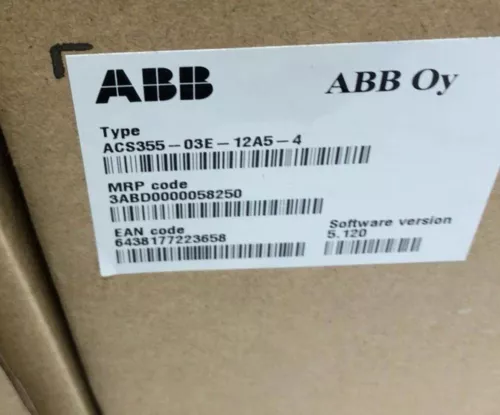 ABB ABB Oy
Type
ACS355-03E-12A5-4
MRP code
3ABD0000058250
EAN code
6438177223658
Software version
5.120